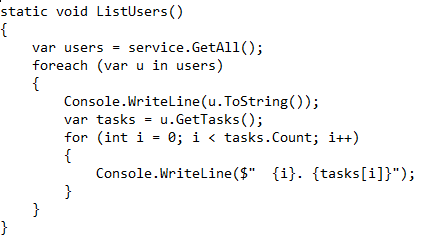 static void ListUsers()
{
    var users = service.GetAll();
    foreach (var u in users)
    {
        Console.WriteLine(u.ToString());
        var tasks = u.GetTasks();
        for (int i = 0; i < tasks.Count; i++)
        {
            Console.WriteLine($"  {i}. {tasks[i]}");
        }
    }
}